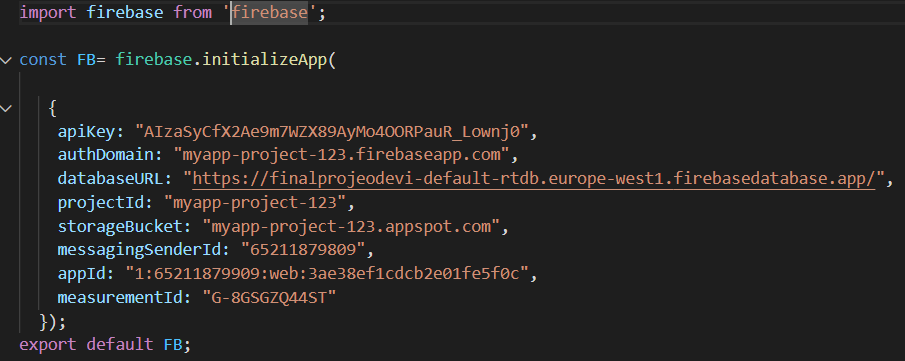 import firebase from 'firebase';
const FB= firebase.initializeApp(
{
apiKey: "AIzaSyCfX2Ae9m7WZX89AyMo4OORPauR_Lownj0",
authDomain: "myapp-project-123.firebaseapp.com",
databaseURL: "https://finalprojeodevi-default-rtdb.europe-west1.firebasedatabase.app/",
projectId: "myapp-project-123",
storageBucket: "myapp-project-123.appspot.com",
messagingSenderId: "65211879809",
appId: "1:65211879909:web:3ae38ef1cdcb2e01fe5f0c",
measurementId: "G-8GSGZQ44ST"
});
export default FB;